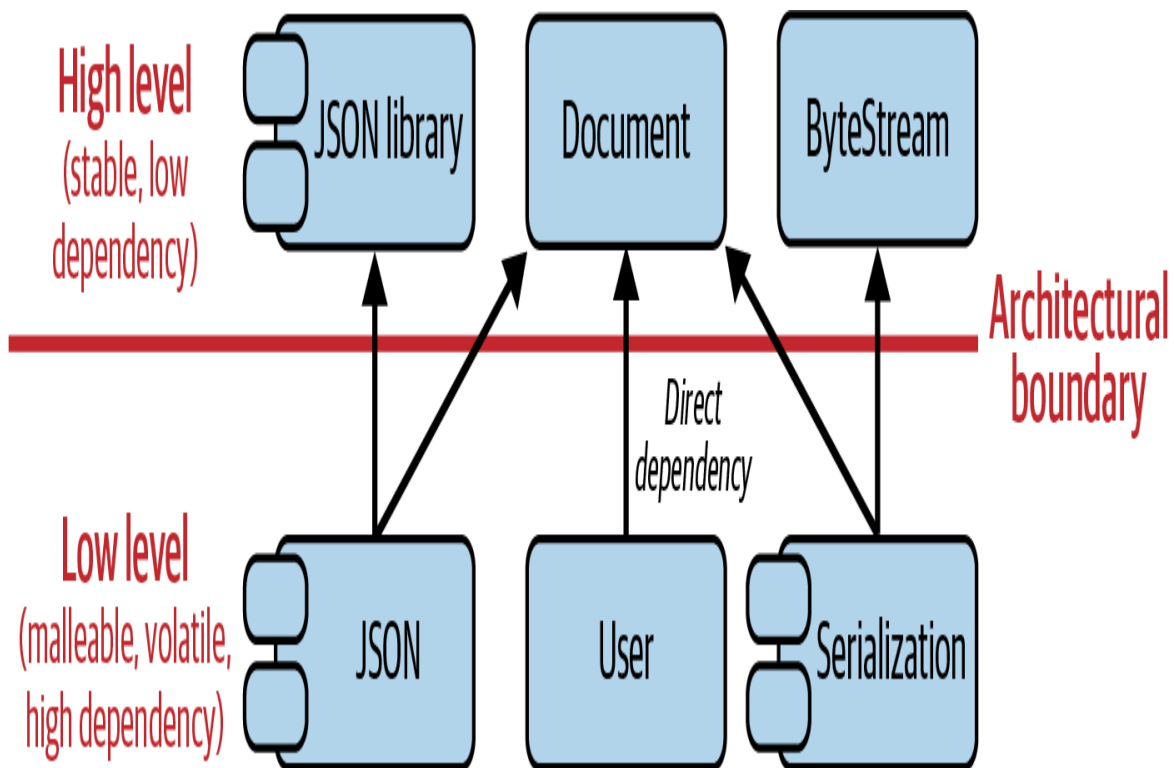 High level
(stable, low
dependency)
JSON library
Document
ByteStream
Architectural
boundary
Direct
dependency
Low level
(malleable, volatile,
high dependency)
JSON
User
Serialization